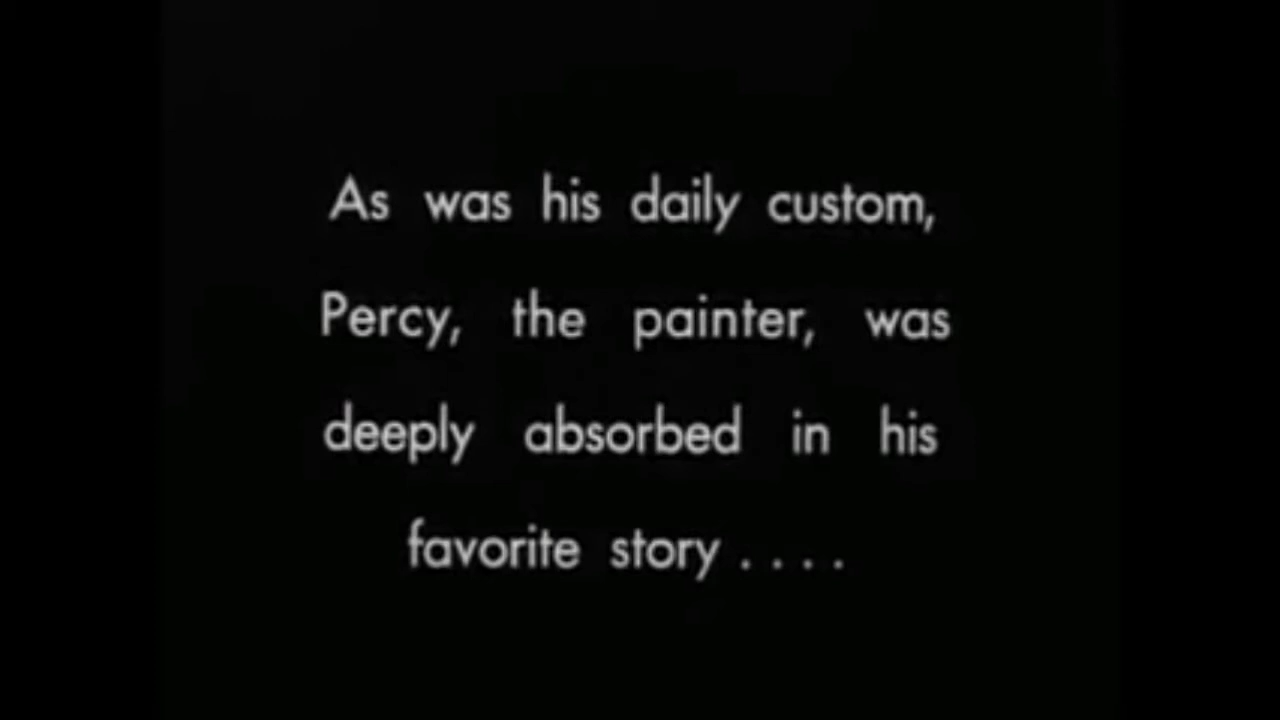 As was his daily custom,
Percy, the painter, was
deeply absorbed in his
favorite story....